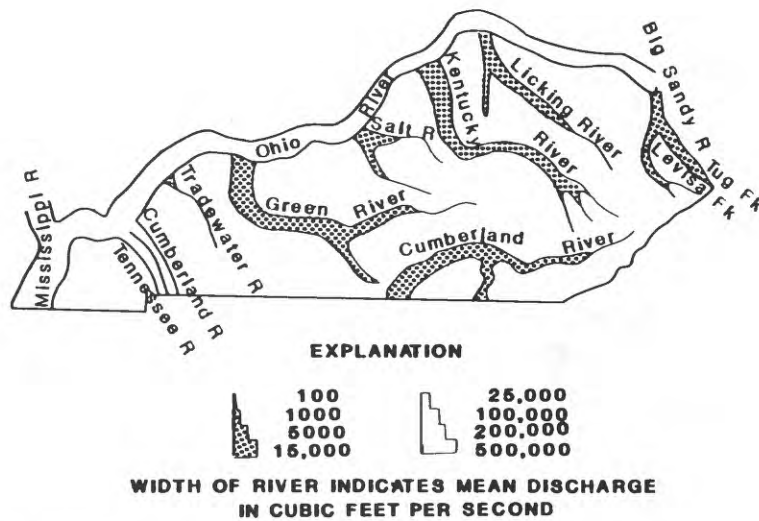 Big Sandy R
Tug Fk
Levisa Fk
Licking River
Kentucky River
Ohio River
Salt R
Green River
Cumberland River
Tradewater R
Cumberland R
Tennessee R
Mississippi R
EXPLANATION
100
1000
5000
15,000
25,000
100,000
200,000
500,000
WIDTH OF RIVER INDICATES MEAN DISCHARGE
IN CUBIC FEET PER SECOND